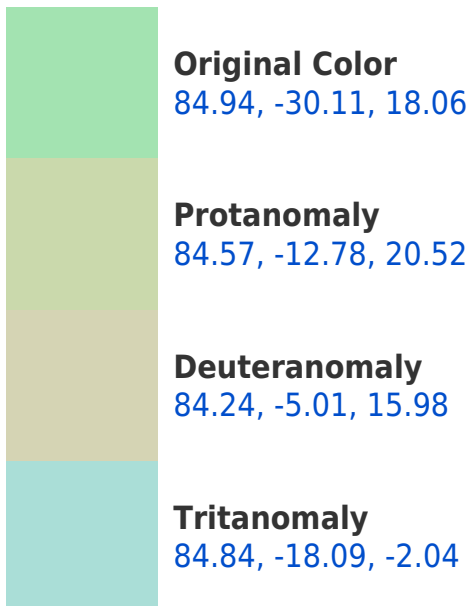 Original Color
84.94, -30.11, 18.06
Protanomaly
84.57, -12.78, 20.52
Deuteranomaly
84.24, -5.01, 15.98
Tritanomaly
84.84, -18.09, -2.04